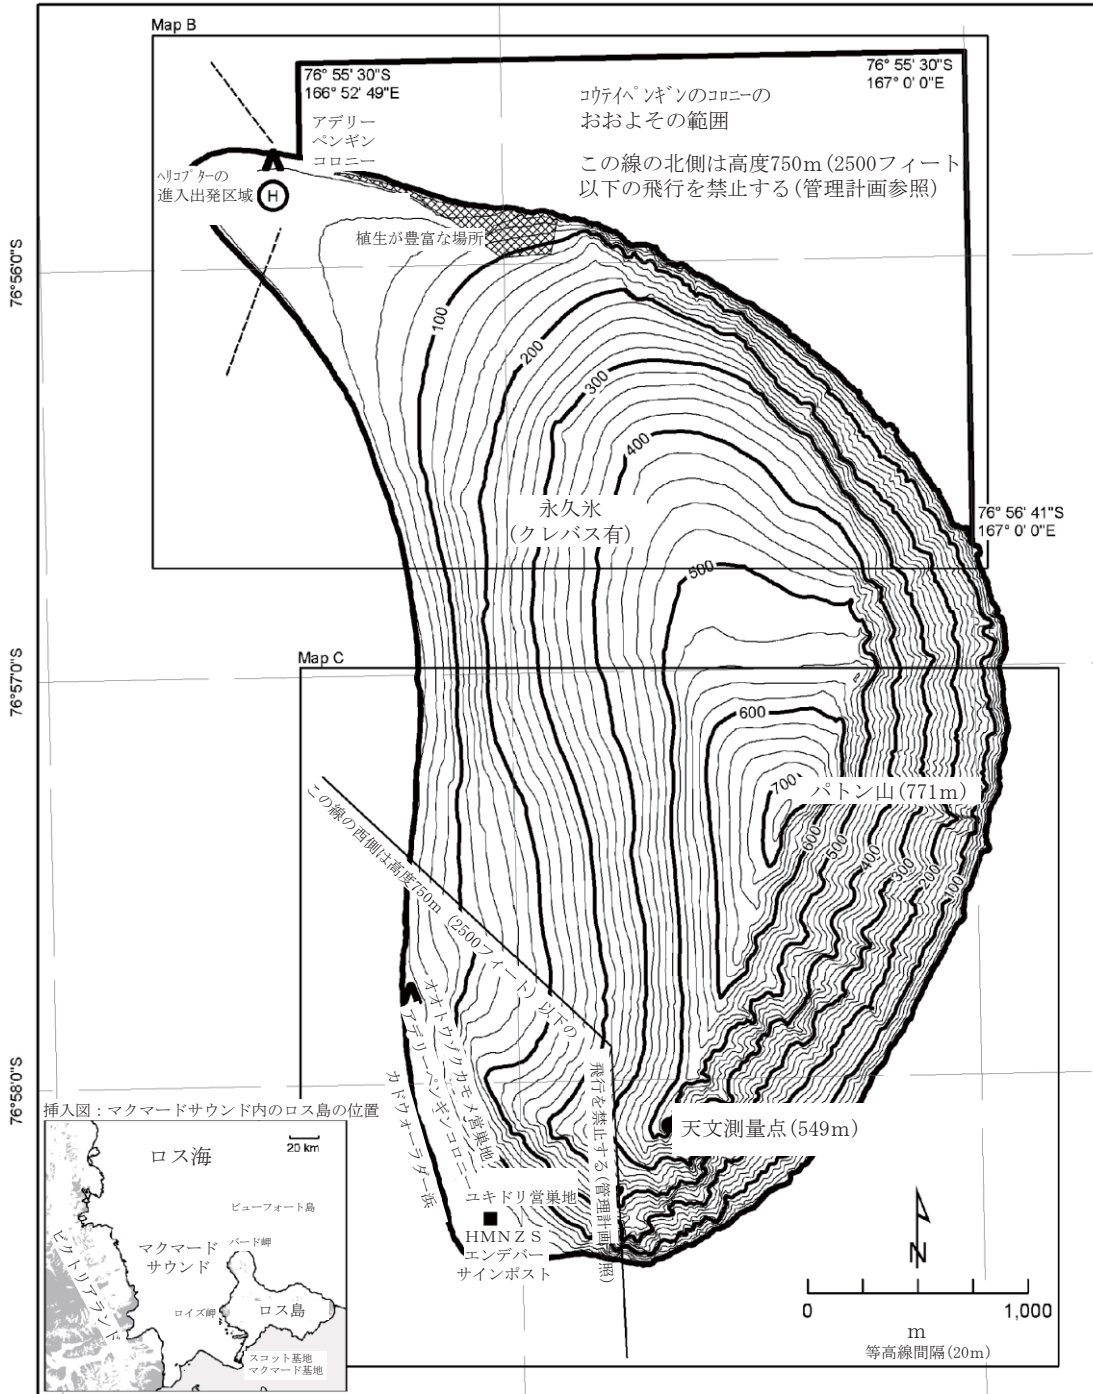 Map B
76° 55' 30"S
166° 52' 49"E
76° 55' 30"S
167° 0' 0"E
コウテイペンギンのコロニーの
おおよその範囲
この線の北側は高度750m(2500フィート
以下の飛行を禁止する(管理計画参照)
アデリー
ペンギン
コロニー
ヘリコプターの
進入出発区域
H
植生が豊富な場所
76°56'0"S
100
200
300
400
永久氷
(クレバス有)
76° 56' 41"S
167° 0' 0"E
500
76°57'0"S
Map C
600
700
パトン山(771m)
600
500
400
300
200
100
この線の西側は高度750m (2500フィート) 以下の
飛行を禁止する(管理計画参照)
オオトウゾクカモメ営巣地
アデリーペンギンコロニー
カドウォーラダー浜
76°58'0"S
天文測量点(549m)
ユキドリ営巣地
HMNZS
エンデバー
サインポスト
挿入図：マクマードサウンド内のロス島の位置
ロス海
20 km
ビューフォート島
ビクトリアランド
マクマード
サウンド
バード岬
ロイズ岬
ロス島
スコット基地
マクマード基地
N
0
1,000
m
等高線間隔(20m)